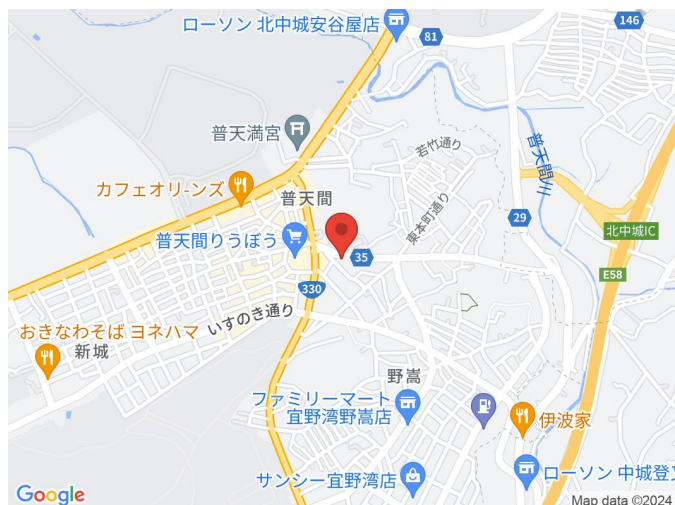 ローソン 北中城安谷屋店
81
146
普天満宮
若竹通り
普天間川
カフェオリーンズ
普天間
東本町通り
29
普天間りうぼう
35
北中城IC
E58
330
いすのき通り
おきなわそば ヨネハマ
新城
野嵩
ファミリーマート
宜野湾野嵩店
伊波家
サンシー宜野湾店
ローソン 中城登又
Google
Map data ©2024